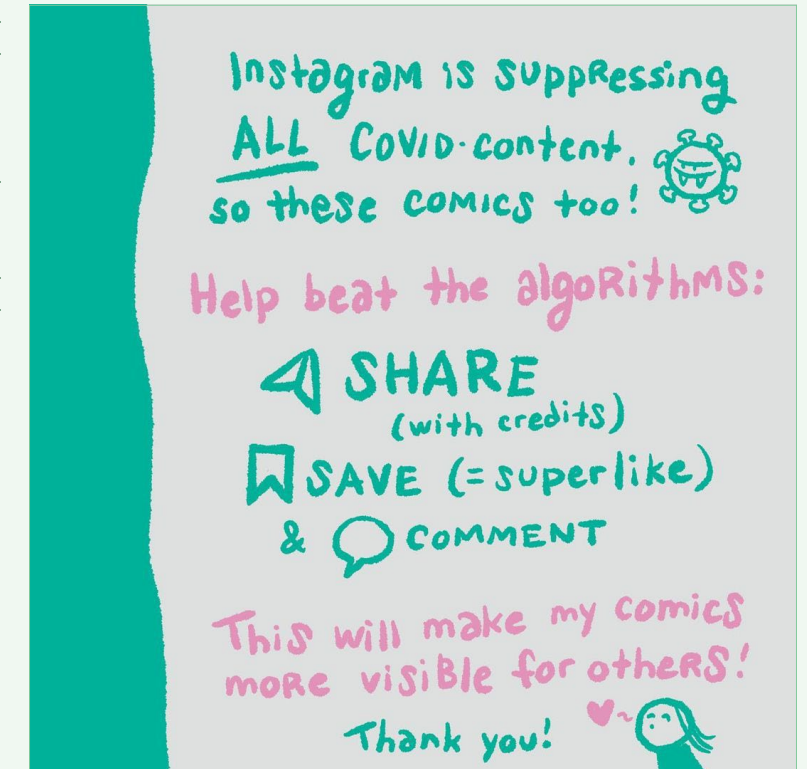 Instagram is suppressing
ALL COVID-content.
so these comics too!
Help beat the algorithms:
SHARE
(with credits)
SAVE (= superlike)
& COMMENT
This will make my comics
more visible for others!
Thank you!